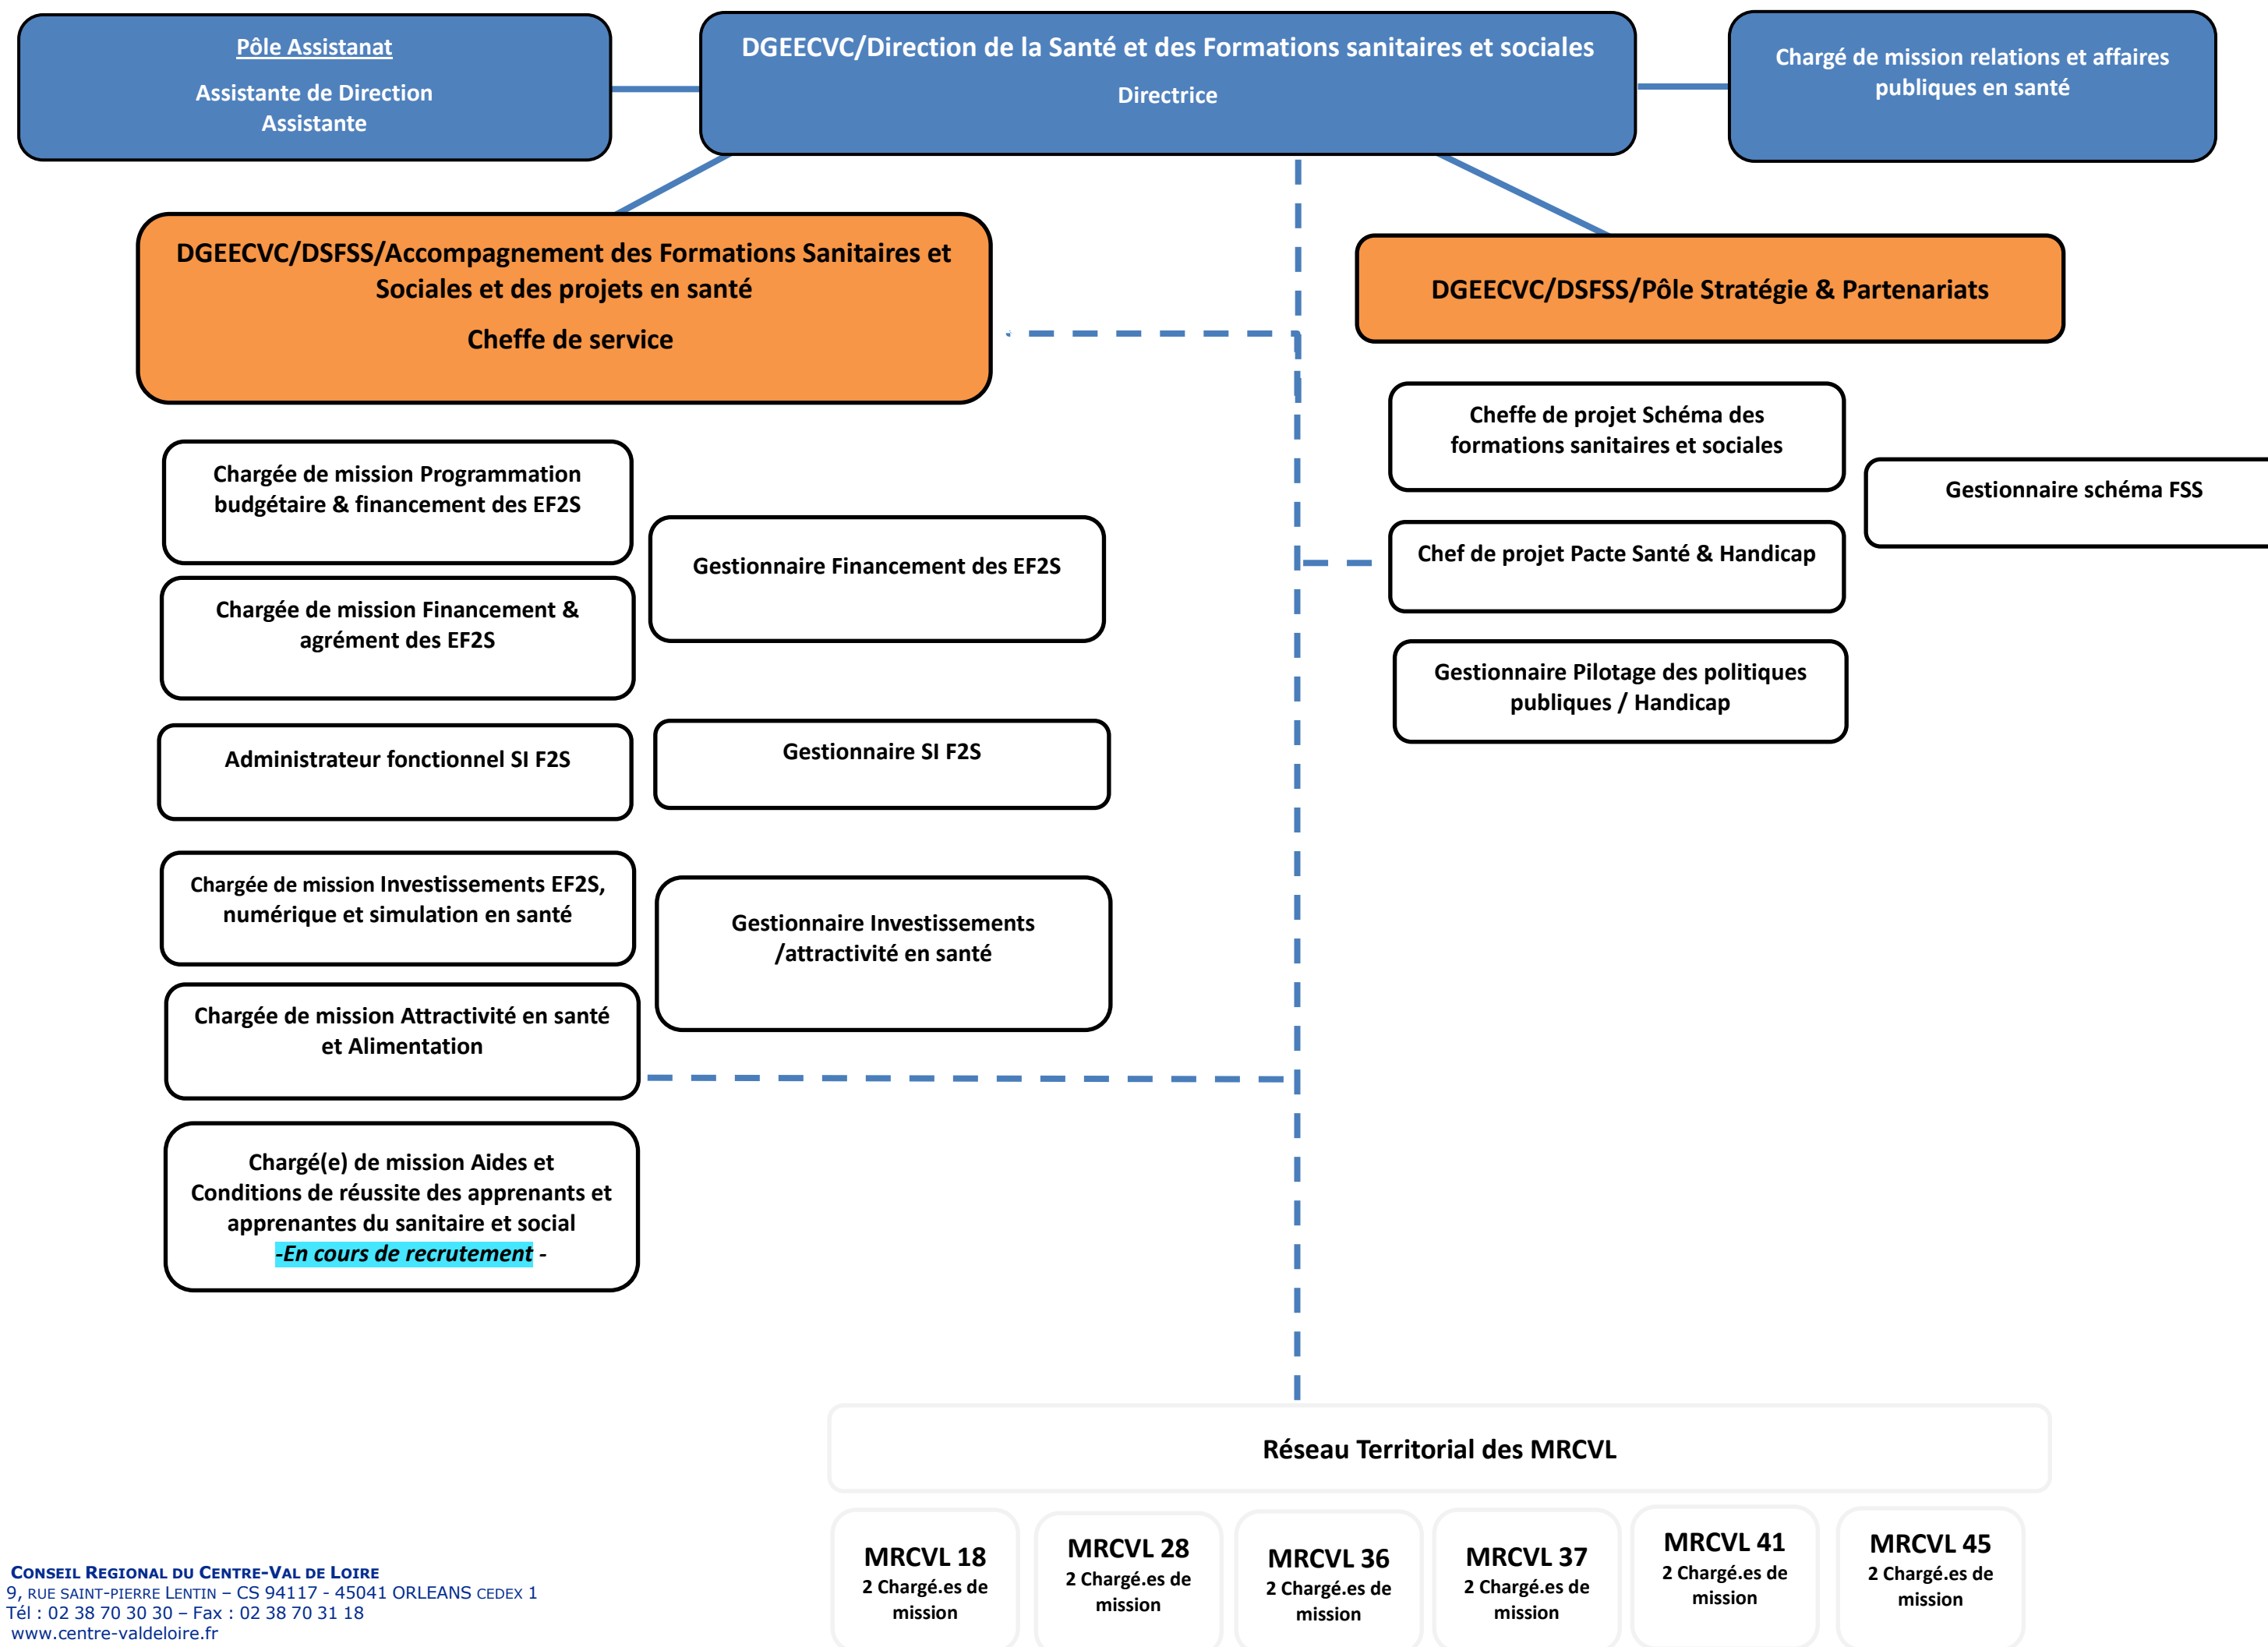 Pôle Assistanat
Assistante de Direction
Assistante
DGEECVC/Direction de la Santé et des Formations sanitaires et sociales
Directrice
Chargé de mission relations et affaires
publiques en santé
DGEECVC/DSFSS/Accompagnement des Formations Sanitaires et
Sociales et des projets en santé
Cheffe de service
DGEECVC/DSFSS/Pôle Stratégie & Partenariats
Chargée de mission Programmation
budgétaire & financement des EF2S
Gestionnaire Financement des EF2S
Chargée de mission Financement &
agrément des EF2S
Administrateur fonctionnel SI F2S
Gestionnaire SI F2S
Chargée de mission Investissements EF2S,
numérique et simulation en santé
Gestionnaire Investissements
/attractivité en santé
Chargée de mission Attractivité en santé
et Alimentation
Chargé(e) de mission Aides et
Conditions de réussite des apprenants et
apprenantes du sanitaire et social
-En cours de recrutement -
Cheffe de projet Schéma des
formations sanitaires et sociales
Gestionnaire schéma FSS
Chef de projet Pacte Santé & Handicap
Gestionnaire Pilotage des politiques
publiques / Handicap
Réseau Territorial des MRCVL
MRCVL 18
2 Chargé.es de
mission
MRCVL 28
2 Chargé.es de
mission
MRCVL 36
2 Chargé.es de
mission
MRCVL 37
2 Chargé.es de
mission
MRCVL 41
2 Chargé.es de
mission
MRCVL 45
2 Chargé.es de
mission
CONSEIL REGIONAL DU CENTRE-VAL DE LOIRE
9, RUE SAINT-PIERRE LENTIN – CS 94117 - 45041 ORLEANS CEDEX 1
Tél : 02 38 70 30 30 – Fax : 02 38 70 31 18
www.centre-valdeloire.fr